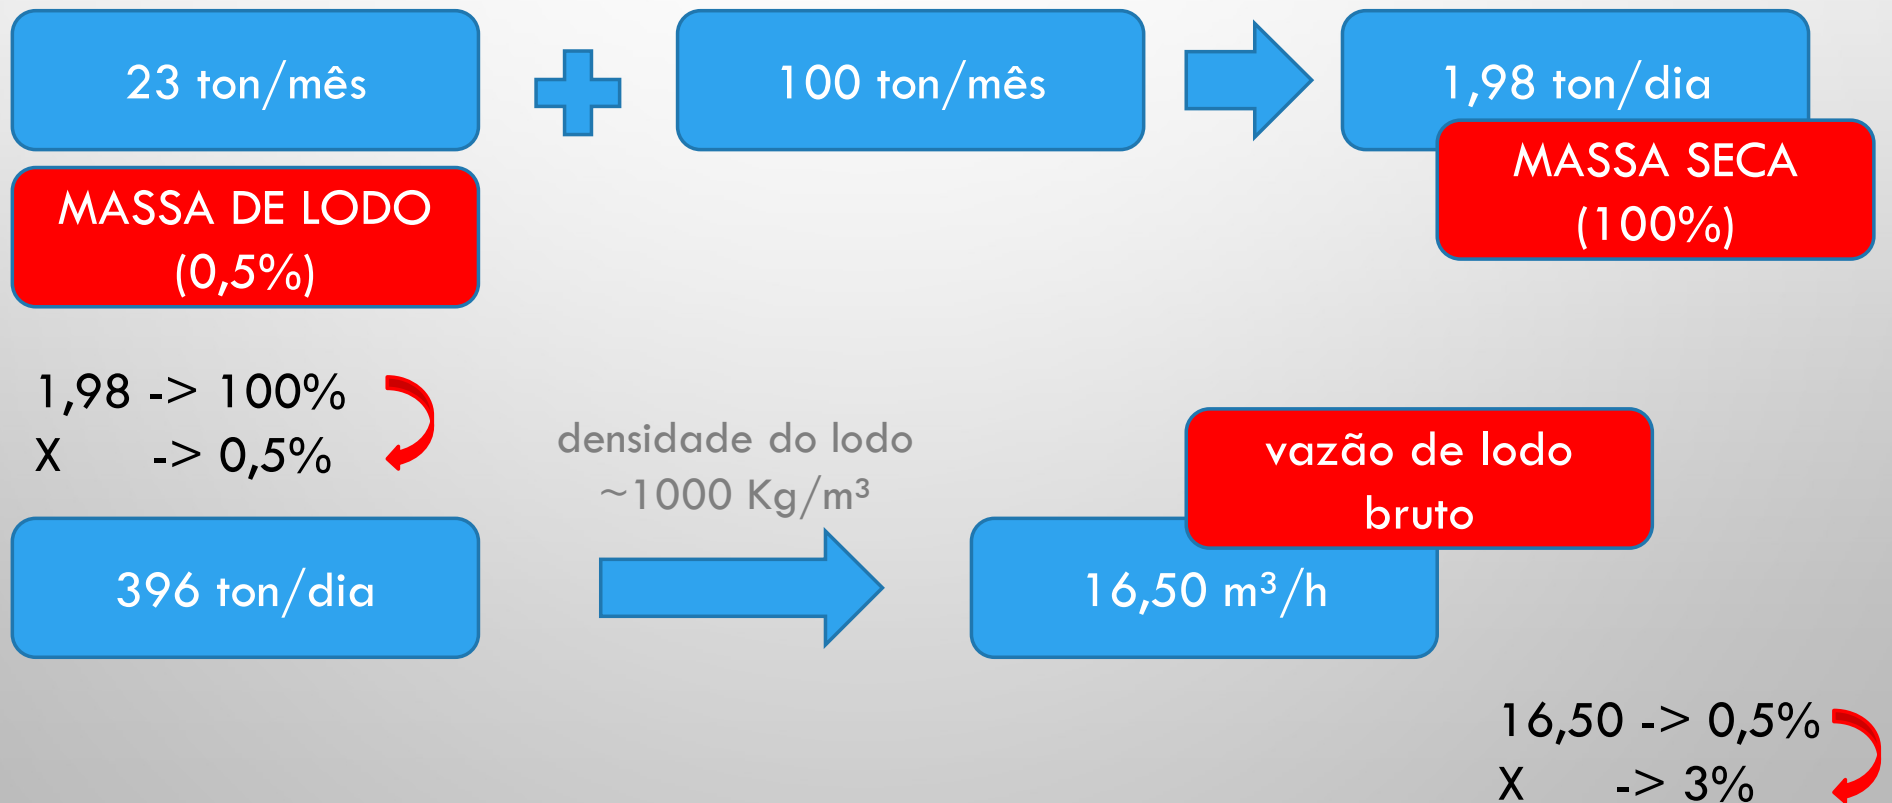 23 ton/mês
100 ton/mês
1,98 ton/dia
MASSA DE LODO
(0,5%)
MASSA SECA
(100%)
1,98 -> 100%
X -> 0,5%
densidade do lodo
~1000 Kg/m³
vazão de lodo
bruto
396 ton/dia
16,50 m³/h
16,50 -> 0,5%
X -> 3%